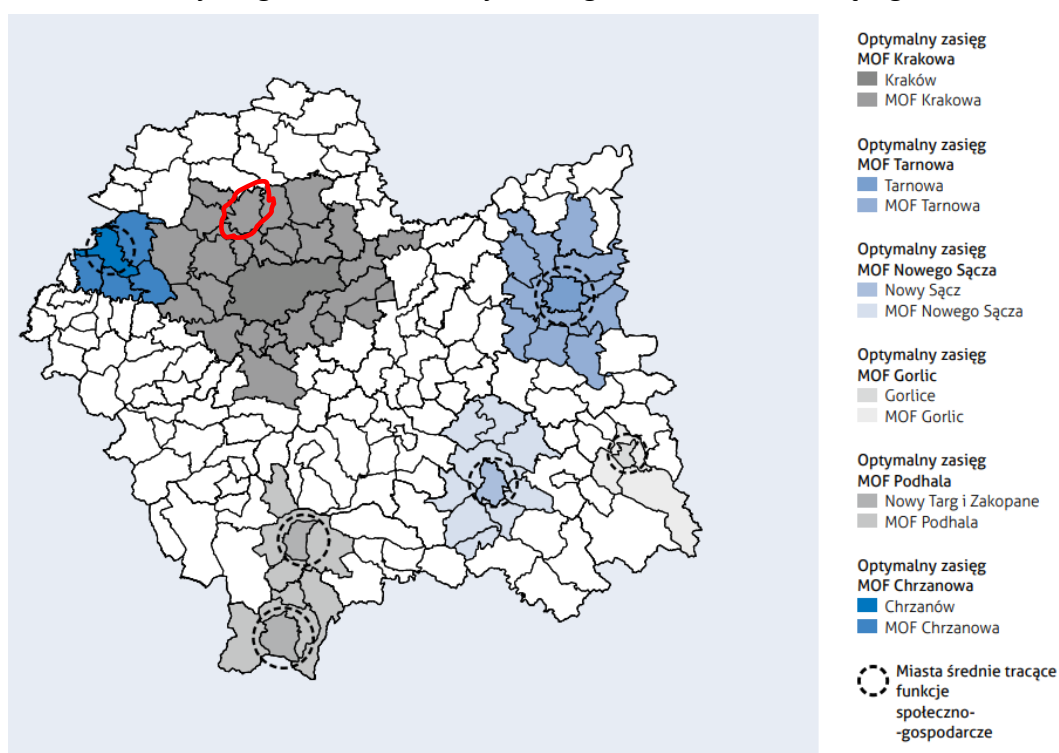 Optymalny zasięg
MOF Krakowa
Kraków
MOF Krakowa
Optymalny zasięg
MOF Tarnowa
Tarnowa
MOF Tarnowa
Optymalny zasięg
MOF Nowego Sącza
Nowy Sącz
MOF Nowego Sącza
Optymalny zasięg
MOF Gorlic
Gorlice
MOF Gorlic
Optymalny zasięg
MOF Podhala
Nowy Targ i Zakopane
MOF Podhala
Optymalny zasięg
MOF Chrzanowa
Chrzanów
MOF Chrzanowa
Miasta średnie tracące
funkcje
społeczno-
-gospodarcze